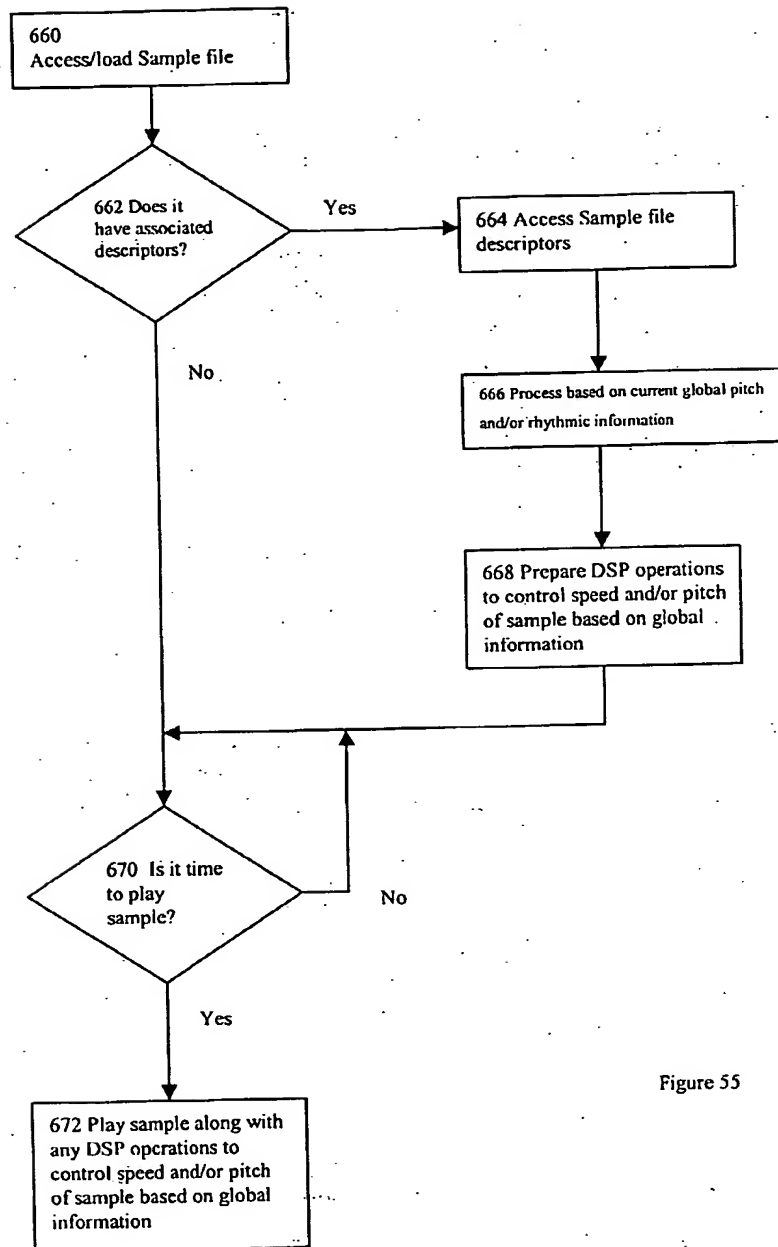 660
Access/load Sample file
662 Does it
have associated
descriptors?
Yes
664 Access Sample file
descriptors
No
666 Process based on current global pitch
and/or rhythmic information
668 Prepare DSP operations
to control speed and/or pitch
of sample based on global
information
670 Is it time
to play
sample?
No
Yes
Figure 55
672 Play sample along with
any DSP operations to
control speed and/or pitch
of sample based on global
information